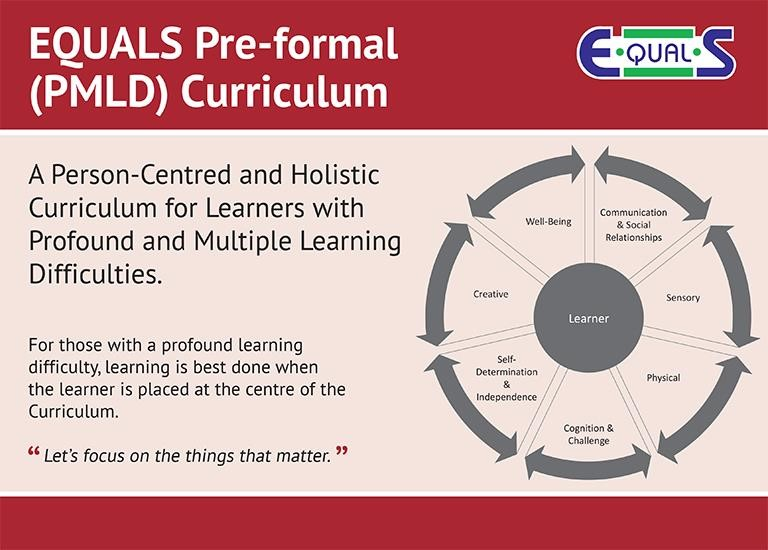 EQUALS Pre-formal
(PMLD) Curriculum
E·QUAL·S
A Person-Centred and Holistic
Curriculum for Learners with
Profound and Multiple Learning
Difficulties.
For those with a profound learning
difficulty, learning is best done when
the learner is placed at the centre of the
Curriculum.
“ Let’s focus on the things that matter. ”
Well-Being
Communication
& Social
Relationships
Creative
Sensory
Learner
Self-
Determination
&
Independence
Physical
Cognition &
Challenge